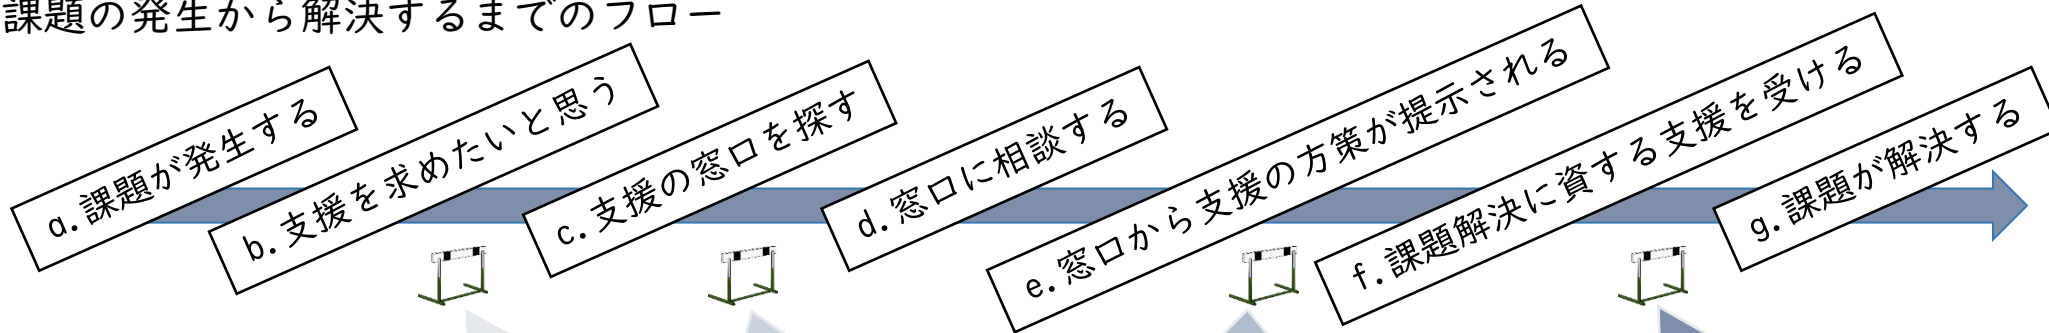 課題の発生から解決するまでのフロー
a.課題が発生する
b.支援を求めたいと思う
c.支援の窓口を探す
d.窓口に相談する
e.窓口から支援の方策が提示される
f.課題解決に資する支援を受ける
g.課題が解決する